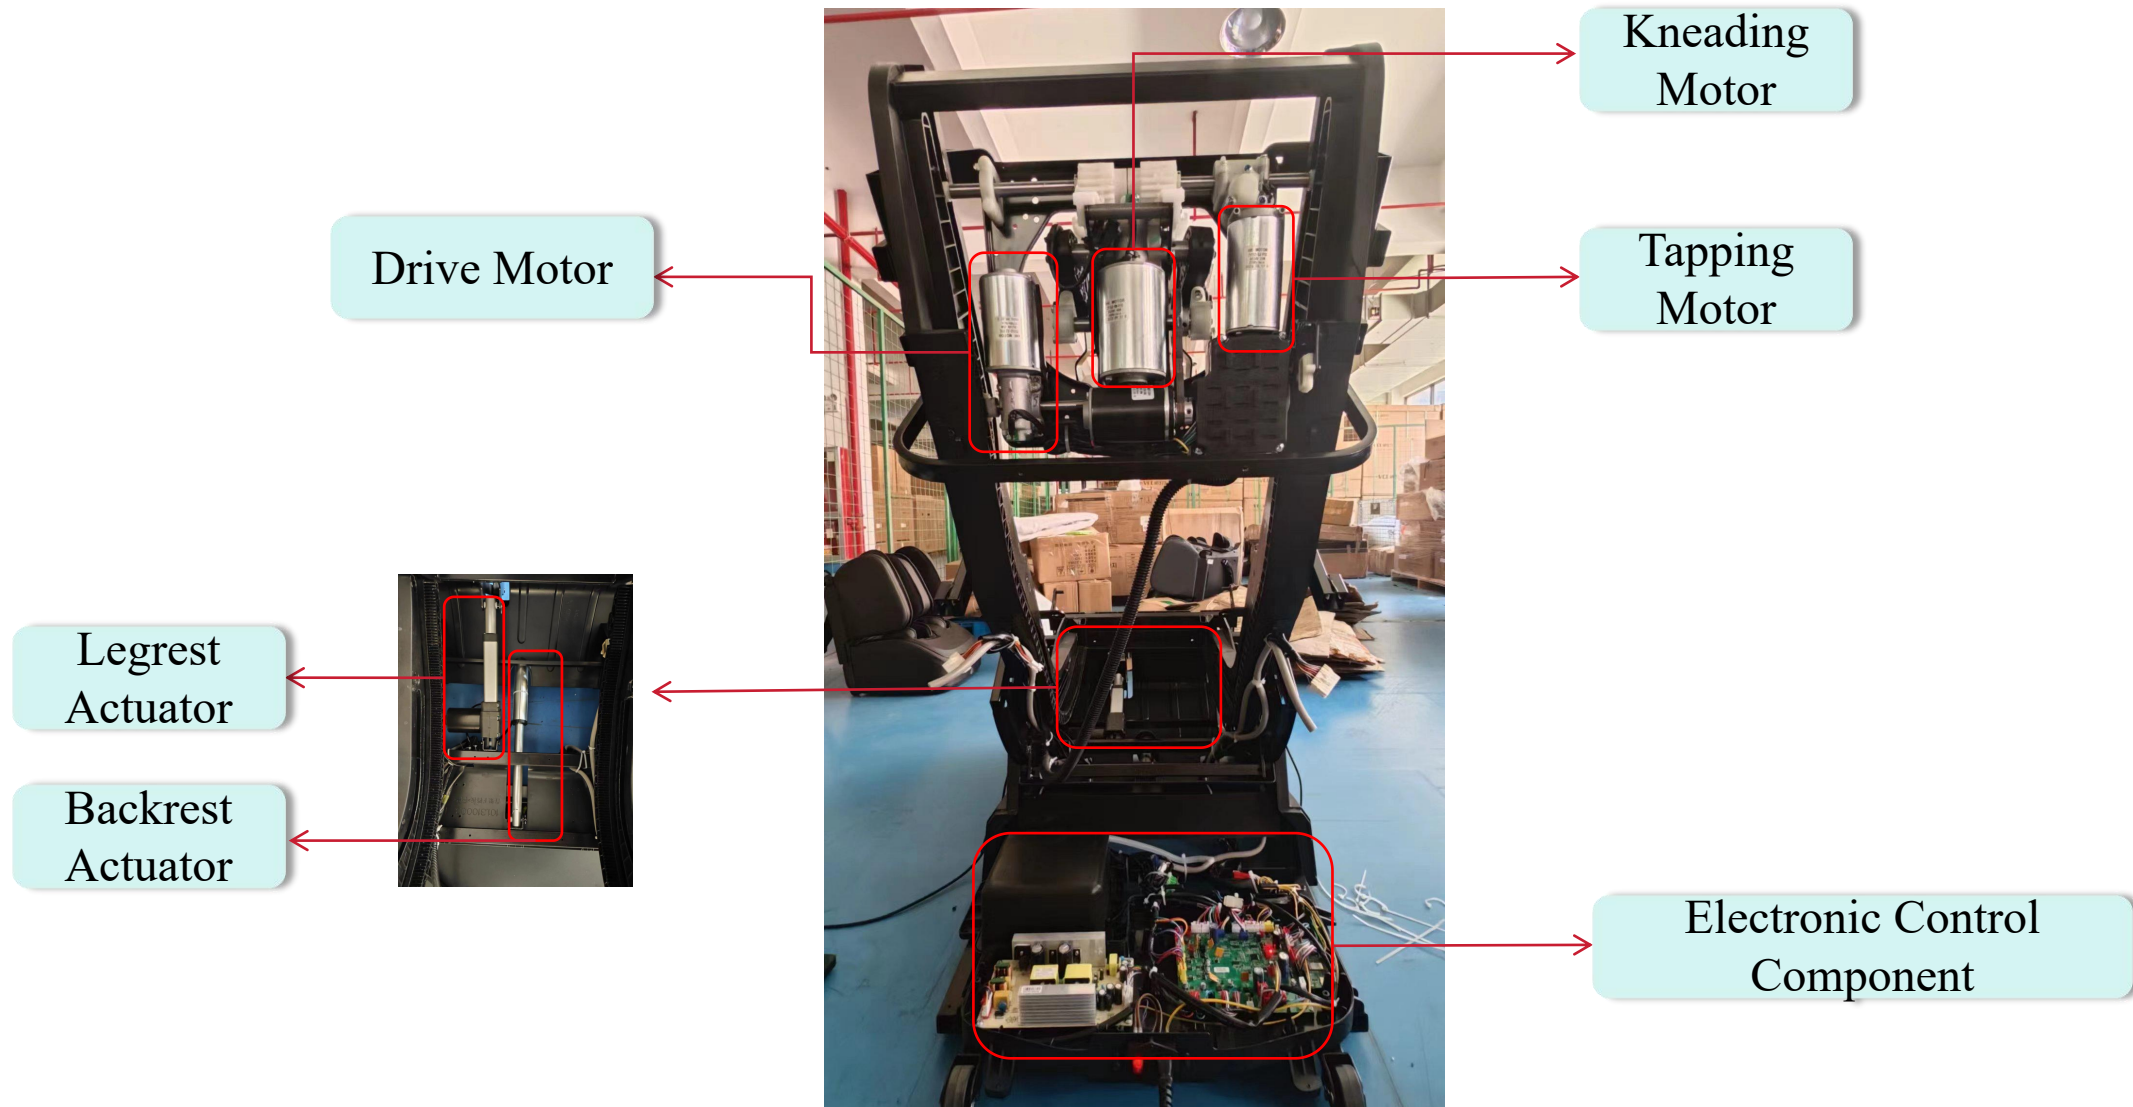 Kneading
Motor
Drive Motor
Tapping
Motor
Legrest
Actuator
Backrest
Actuator
Electronic Control
Component